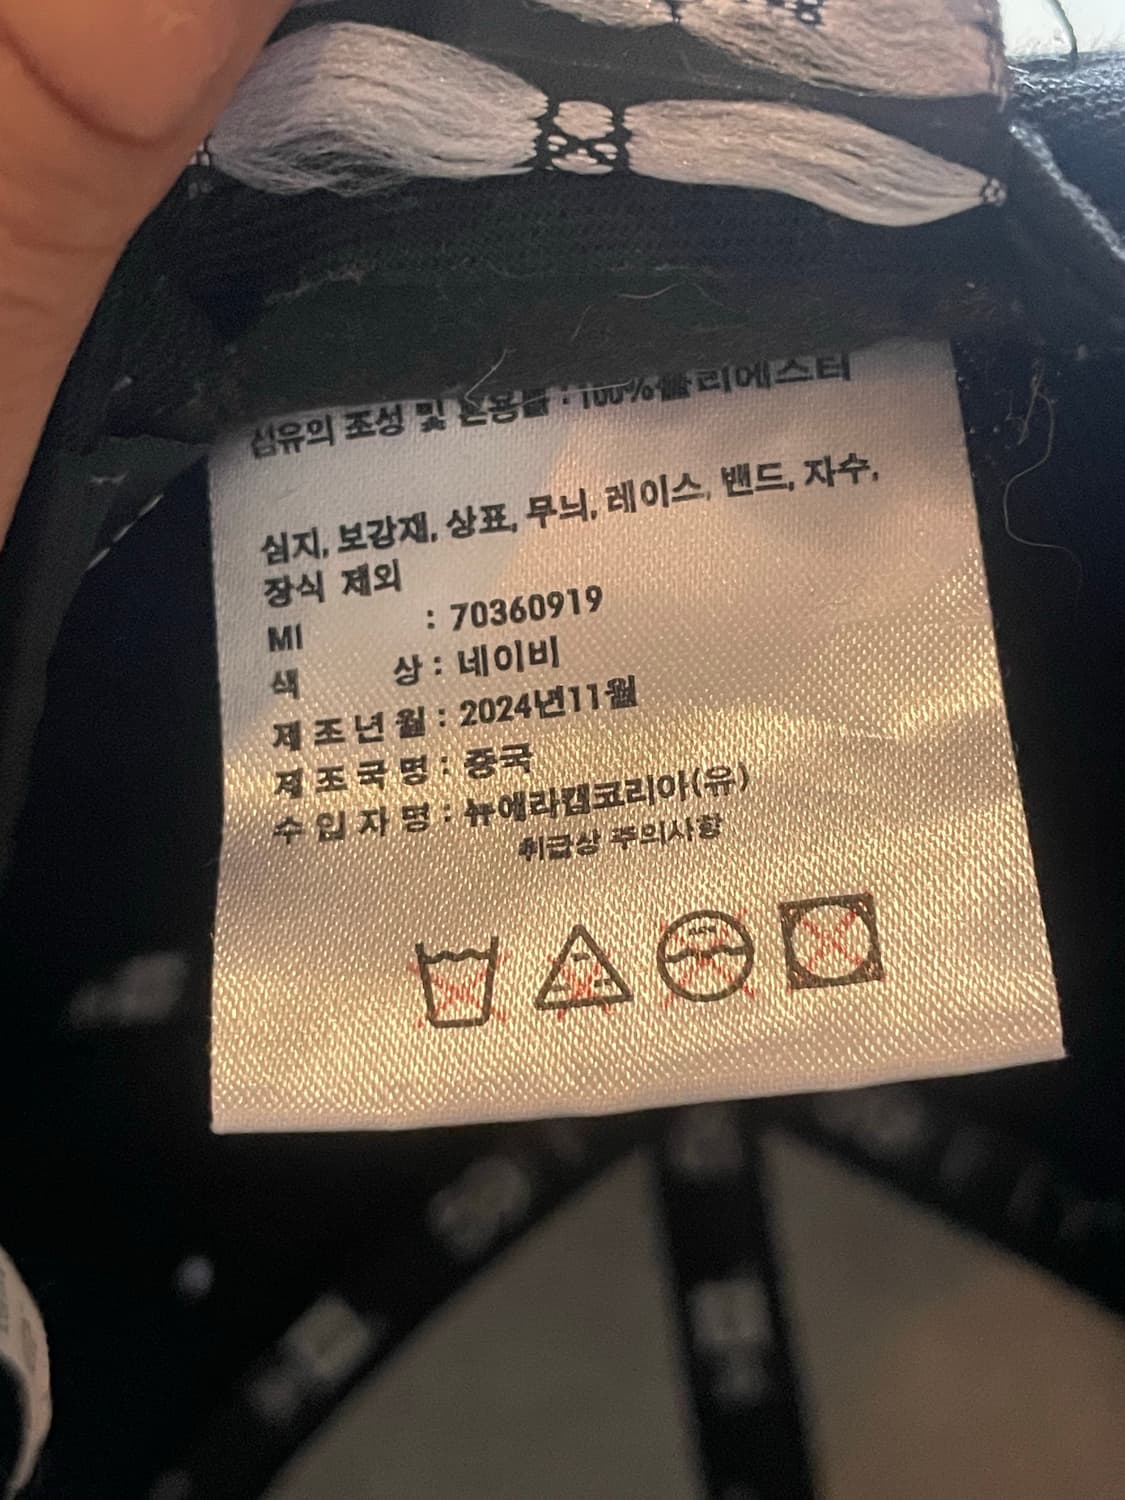 섬유의 조성 및 혼용률 : 100%폴리에스터
심지, 보강재, 상표, 무늬, 레이스, 밴드, 자수,
장식 제외
MI : 70360919
색 상 : 네이비
제 조 년 월 : 2024년11월
제 조 국 명 : 중국
수 입 자 명 : 뉴에라캡코리아(유)
취급상 주의사항